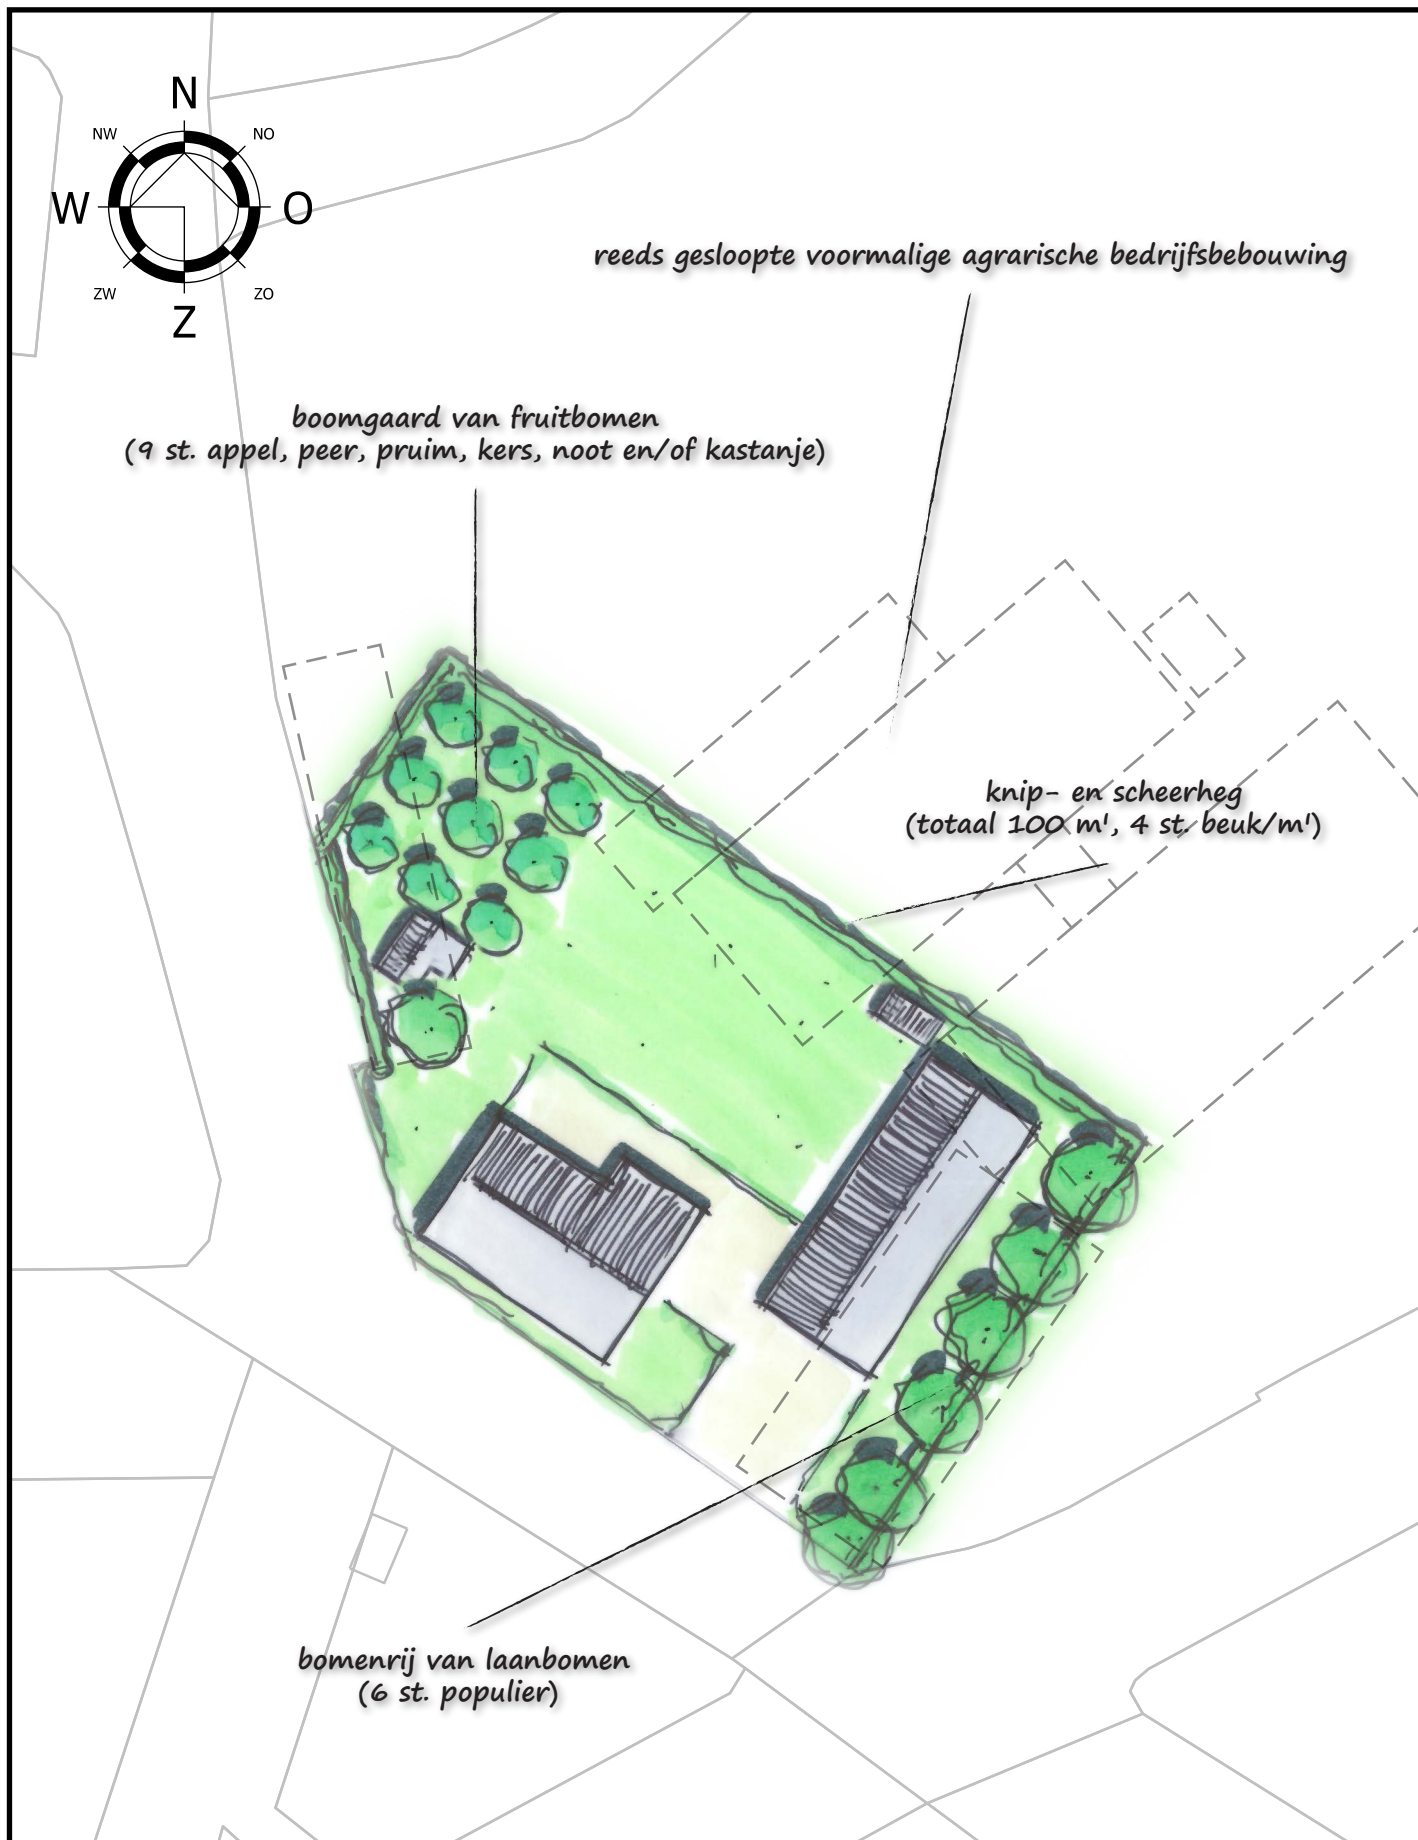 N
NW
NO
W
O
ZW
ZO
Z
reeds gesloopte voormalige agrarische bedrijfsbebouwing
boomgaard van fruitbomen
(9 st. appel, peer, pruim, kers, noot en/of kastanje)
knip- en scheerheg
(totaal 100 m', 4 st. beuk/m')
bomenrij van laanbomen
(6 st. populier)